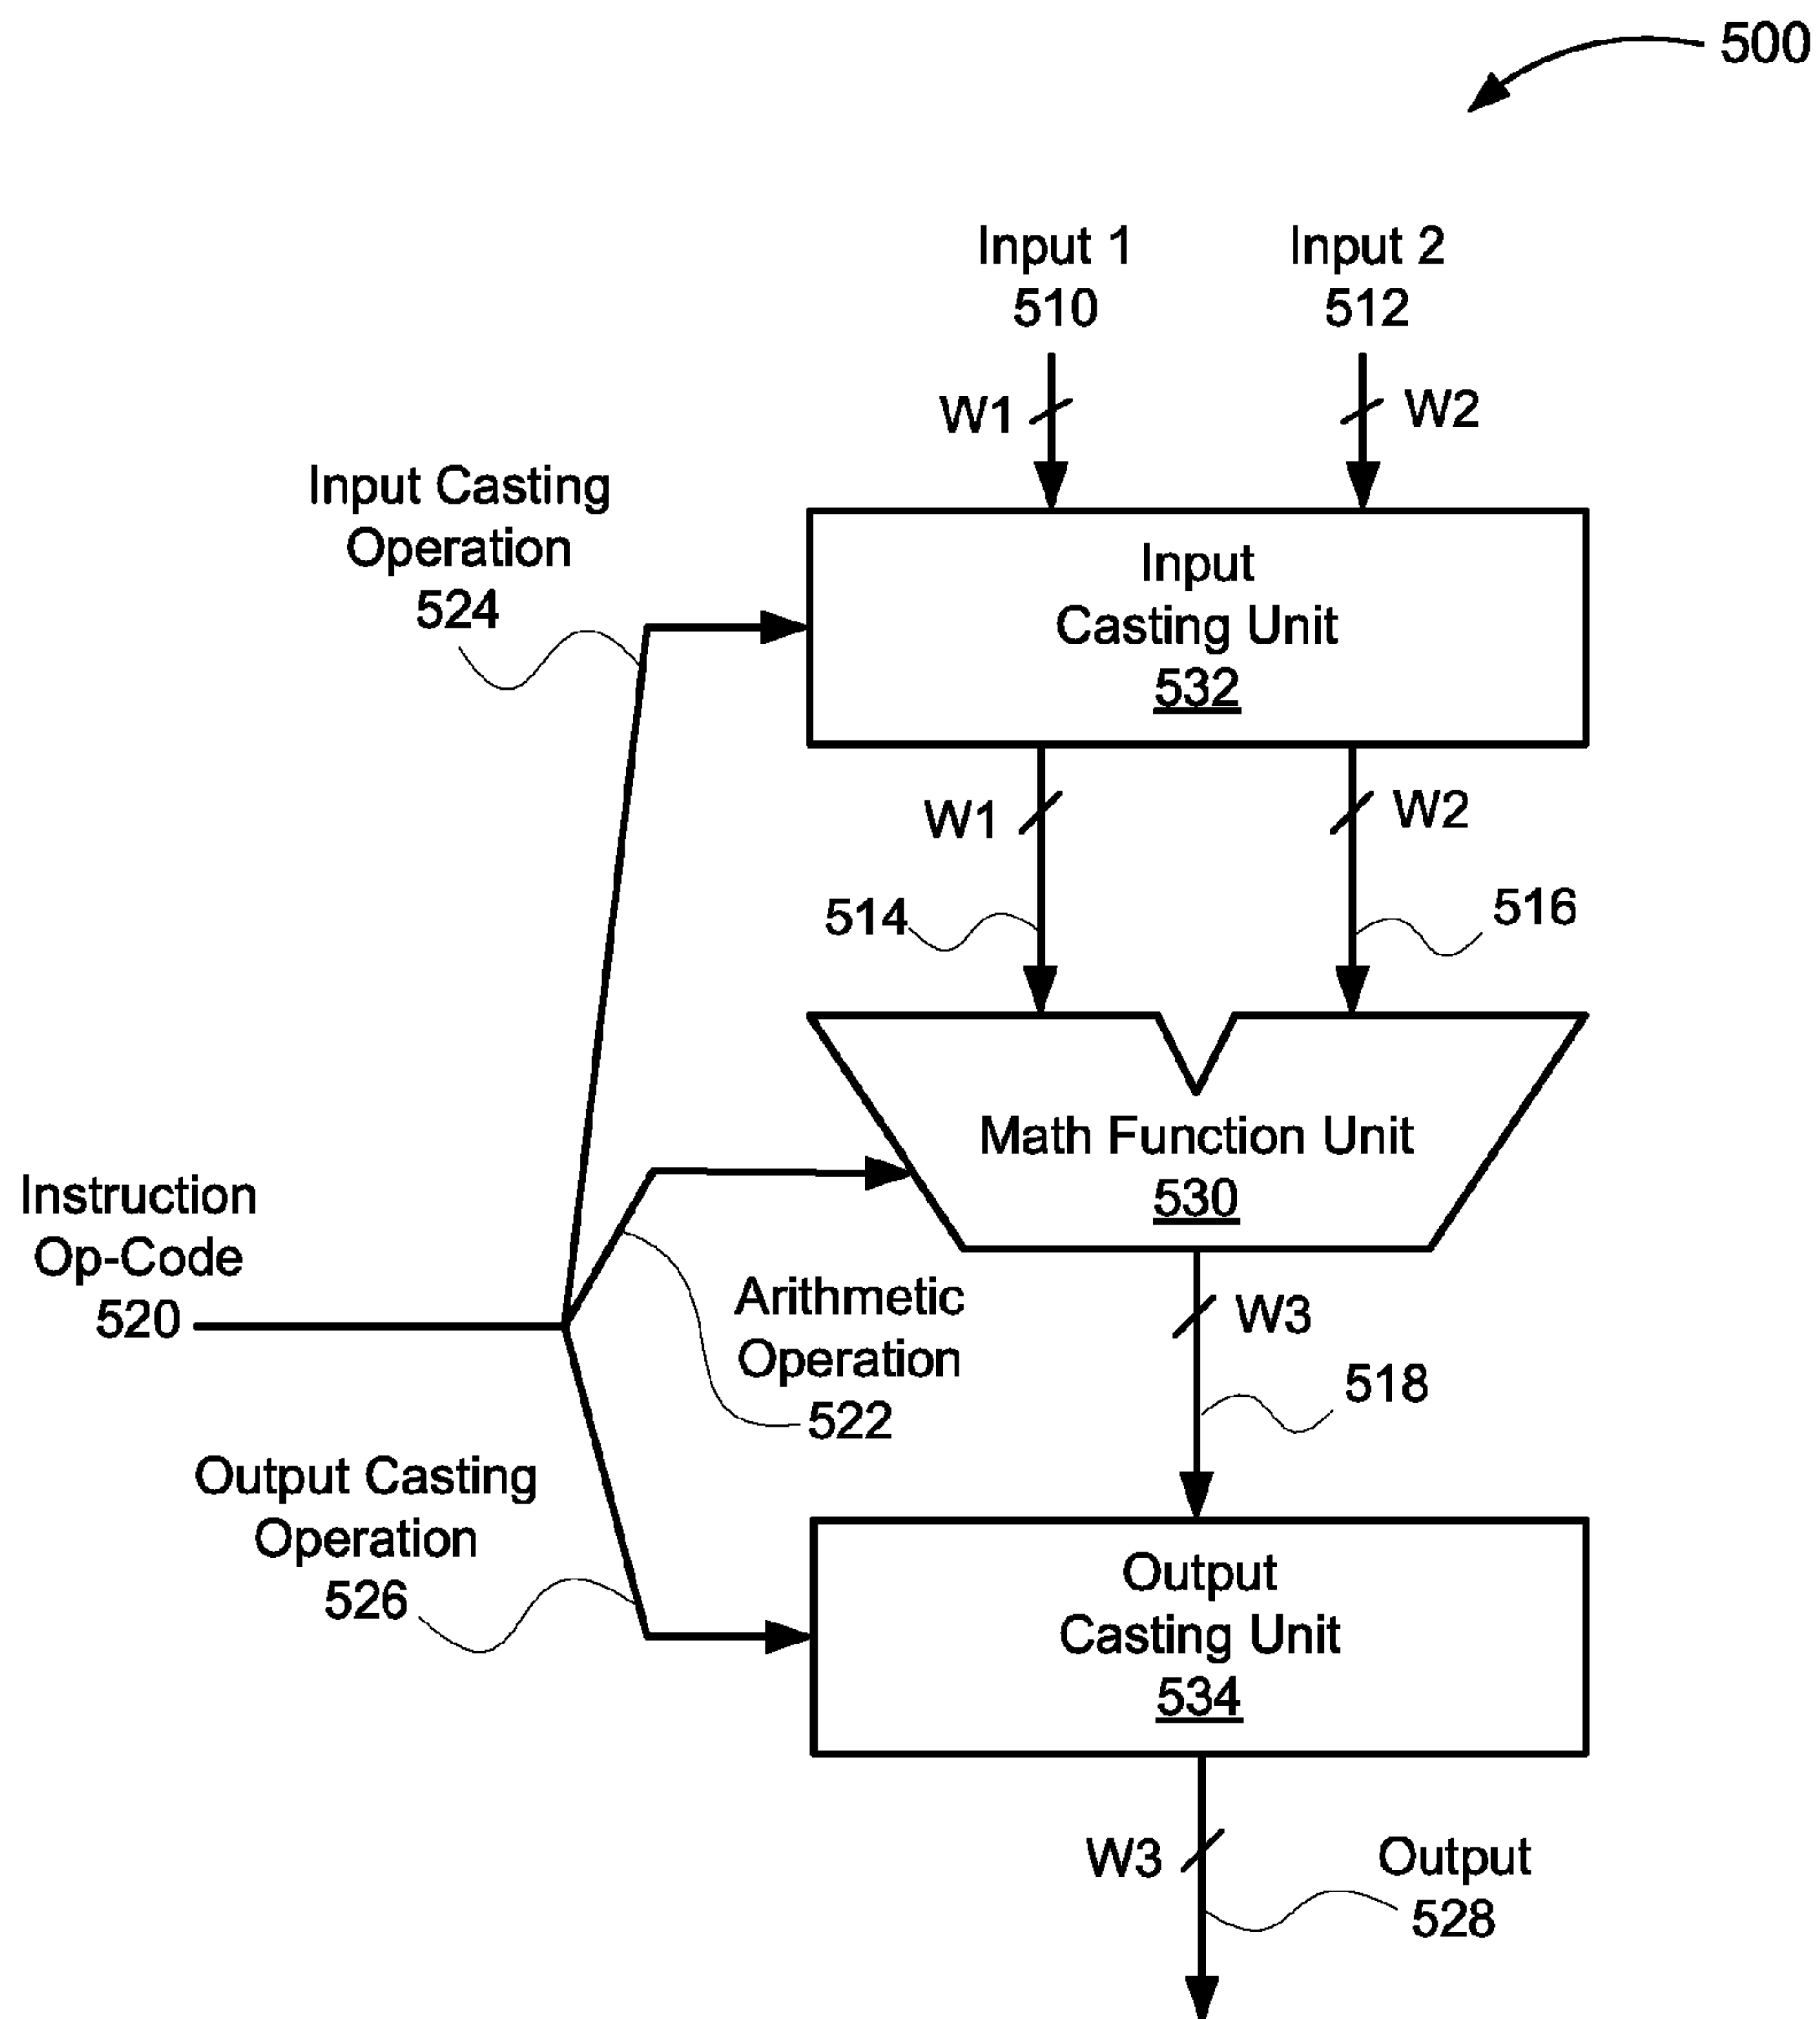 500
Input 1
510
Input 2
512
W1
W2
Input Casting
Operation
524
Input
Casting Unit
532
W1
W2
514
516
Math Function Unit
530
Instruction
Op-Code
520
Arithmetic
Operation
522
W3
518
Output Casting
Operation
526
Output
Casting Unit
534
W3
Output
528